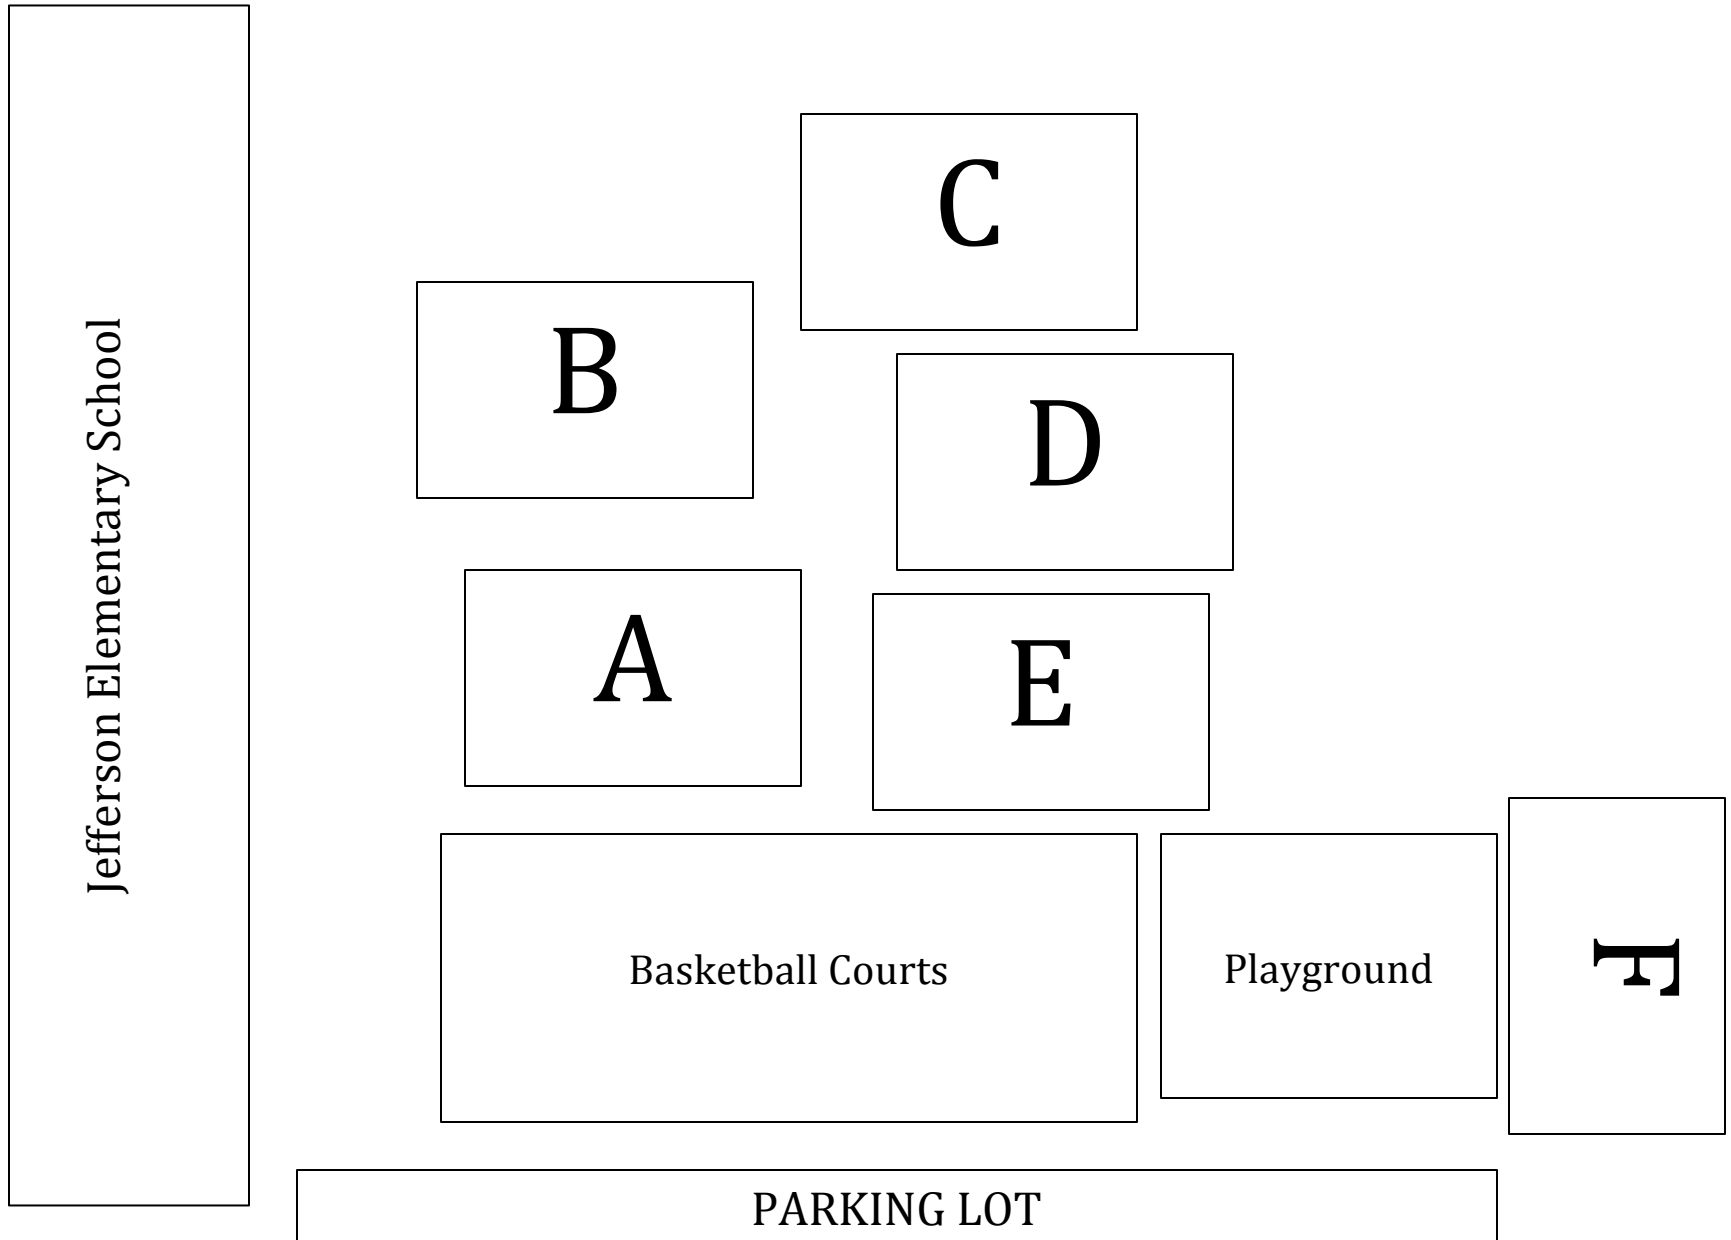 Jefferson Elementary School
C
B
D
A
E
Basketball Courts
Playground
F
PARKING LOT